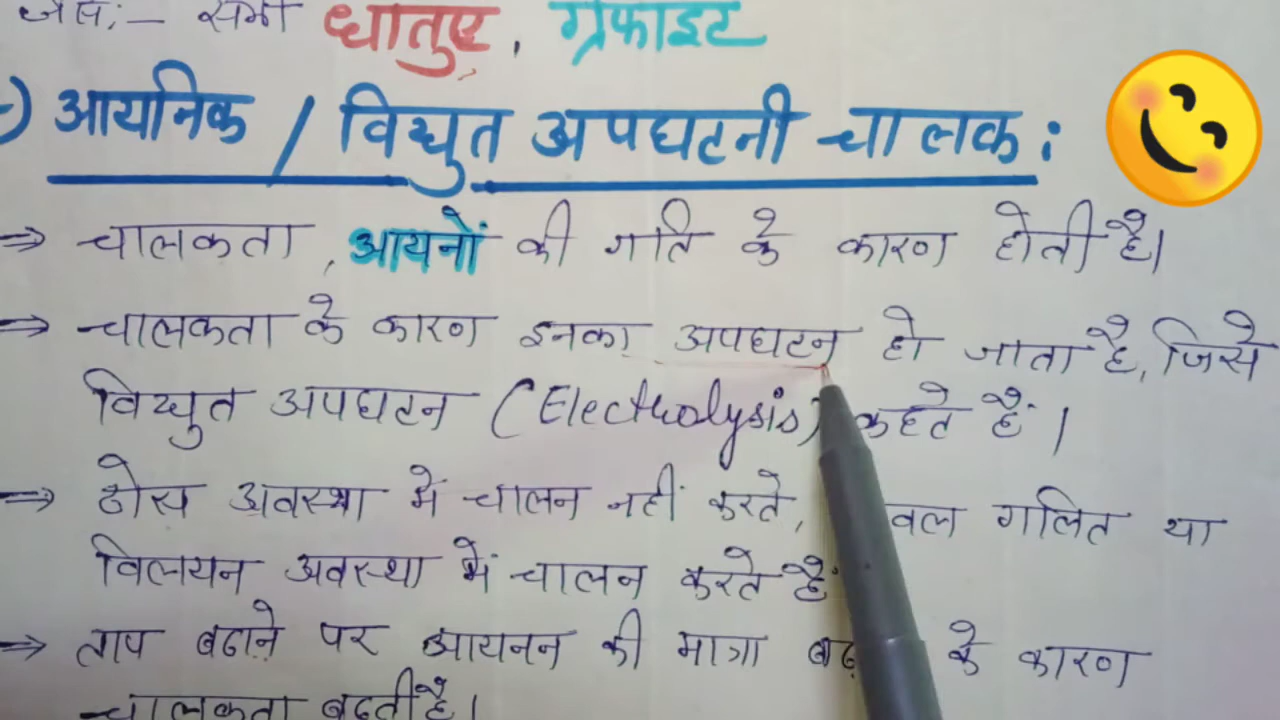 जैसे:- सभी धातुएं, ग्रेफाइट
आयनिक / विद्युत अपघटनी चालक:
⇒ चालकता, आयनों की गति के कारण होती है।
⇒ चालकता के कारण इनका अपघटन हो जाता है, जिसे
विद्युत अपघटन (Electrolysis) कहते हैं।
⇒ ठोस अवस्था में चालन नहीं करते, गलित या
विलयन अवस्था में चालन करते हैं
⇒ ताप बढाने पर आयनन की मात्रा के कारण
चालकता बढ़ती है।